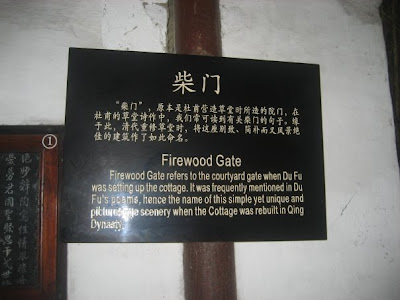 柴门
“柴门”，原本是杜甫营造草堂时所造的院门，在
杜甫的草堂诗作中，我们常可读到有关柴门的句子。缘
于此，清代重修草堂时，将这座别致、简朴而又风景绝
佳的建筑作了如此命名。
Firewood Gate
Firewood Gate refers to the courtyard gate when Du Fu
was setting up the cottage. It was frequently mentioned in Du
Fu's poems, hence the name of this simple yet unique and
picturesque scenery when the Cottage was rebuilt in Qing
Dynasty.
①